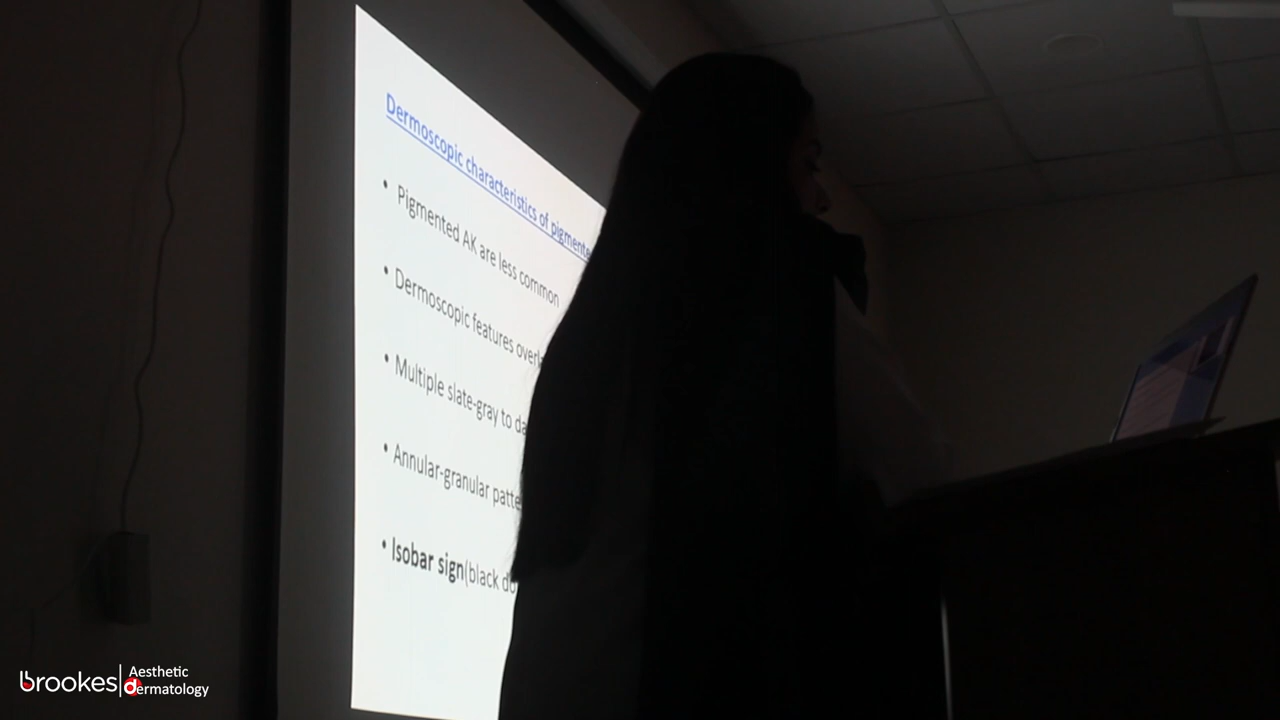 Dermoscopic characteristics of pigmente
• Pigmented AK are less common
• Dermoscopic features overl
• Multiple slate-gray to da
• Annular-granular patte
• Isobar sign(black do
brookes
Aesthetic
dermatology